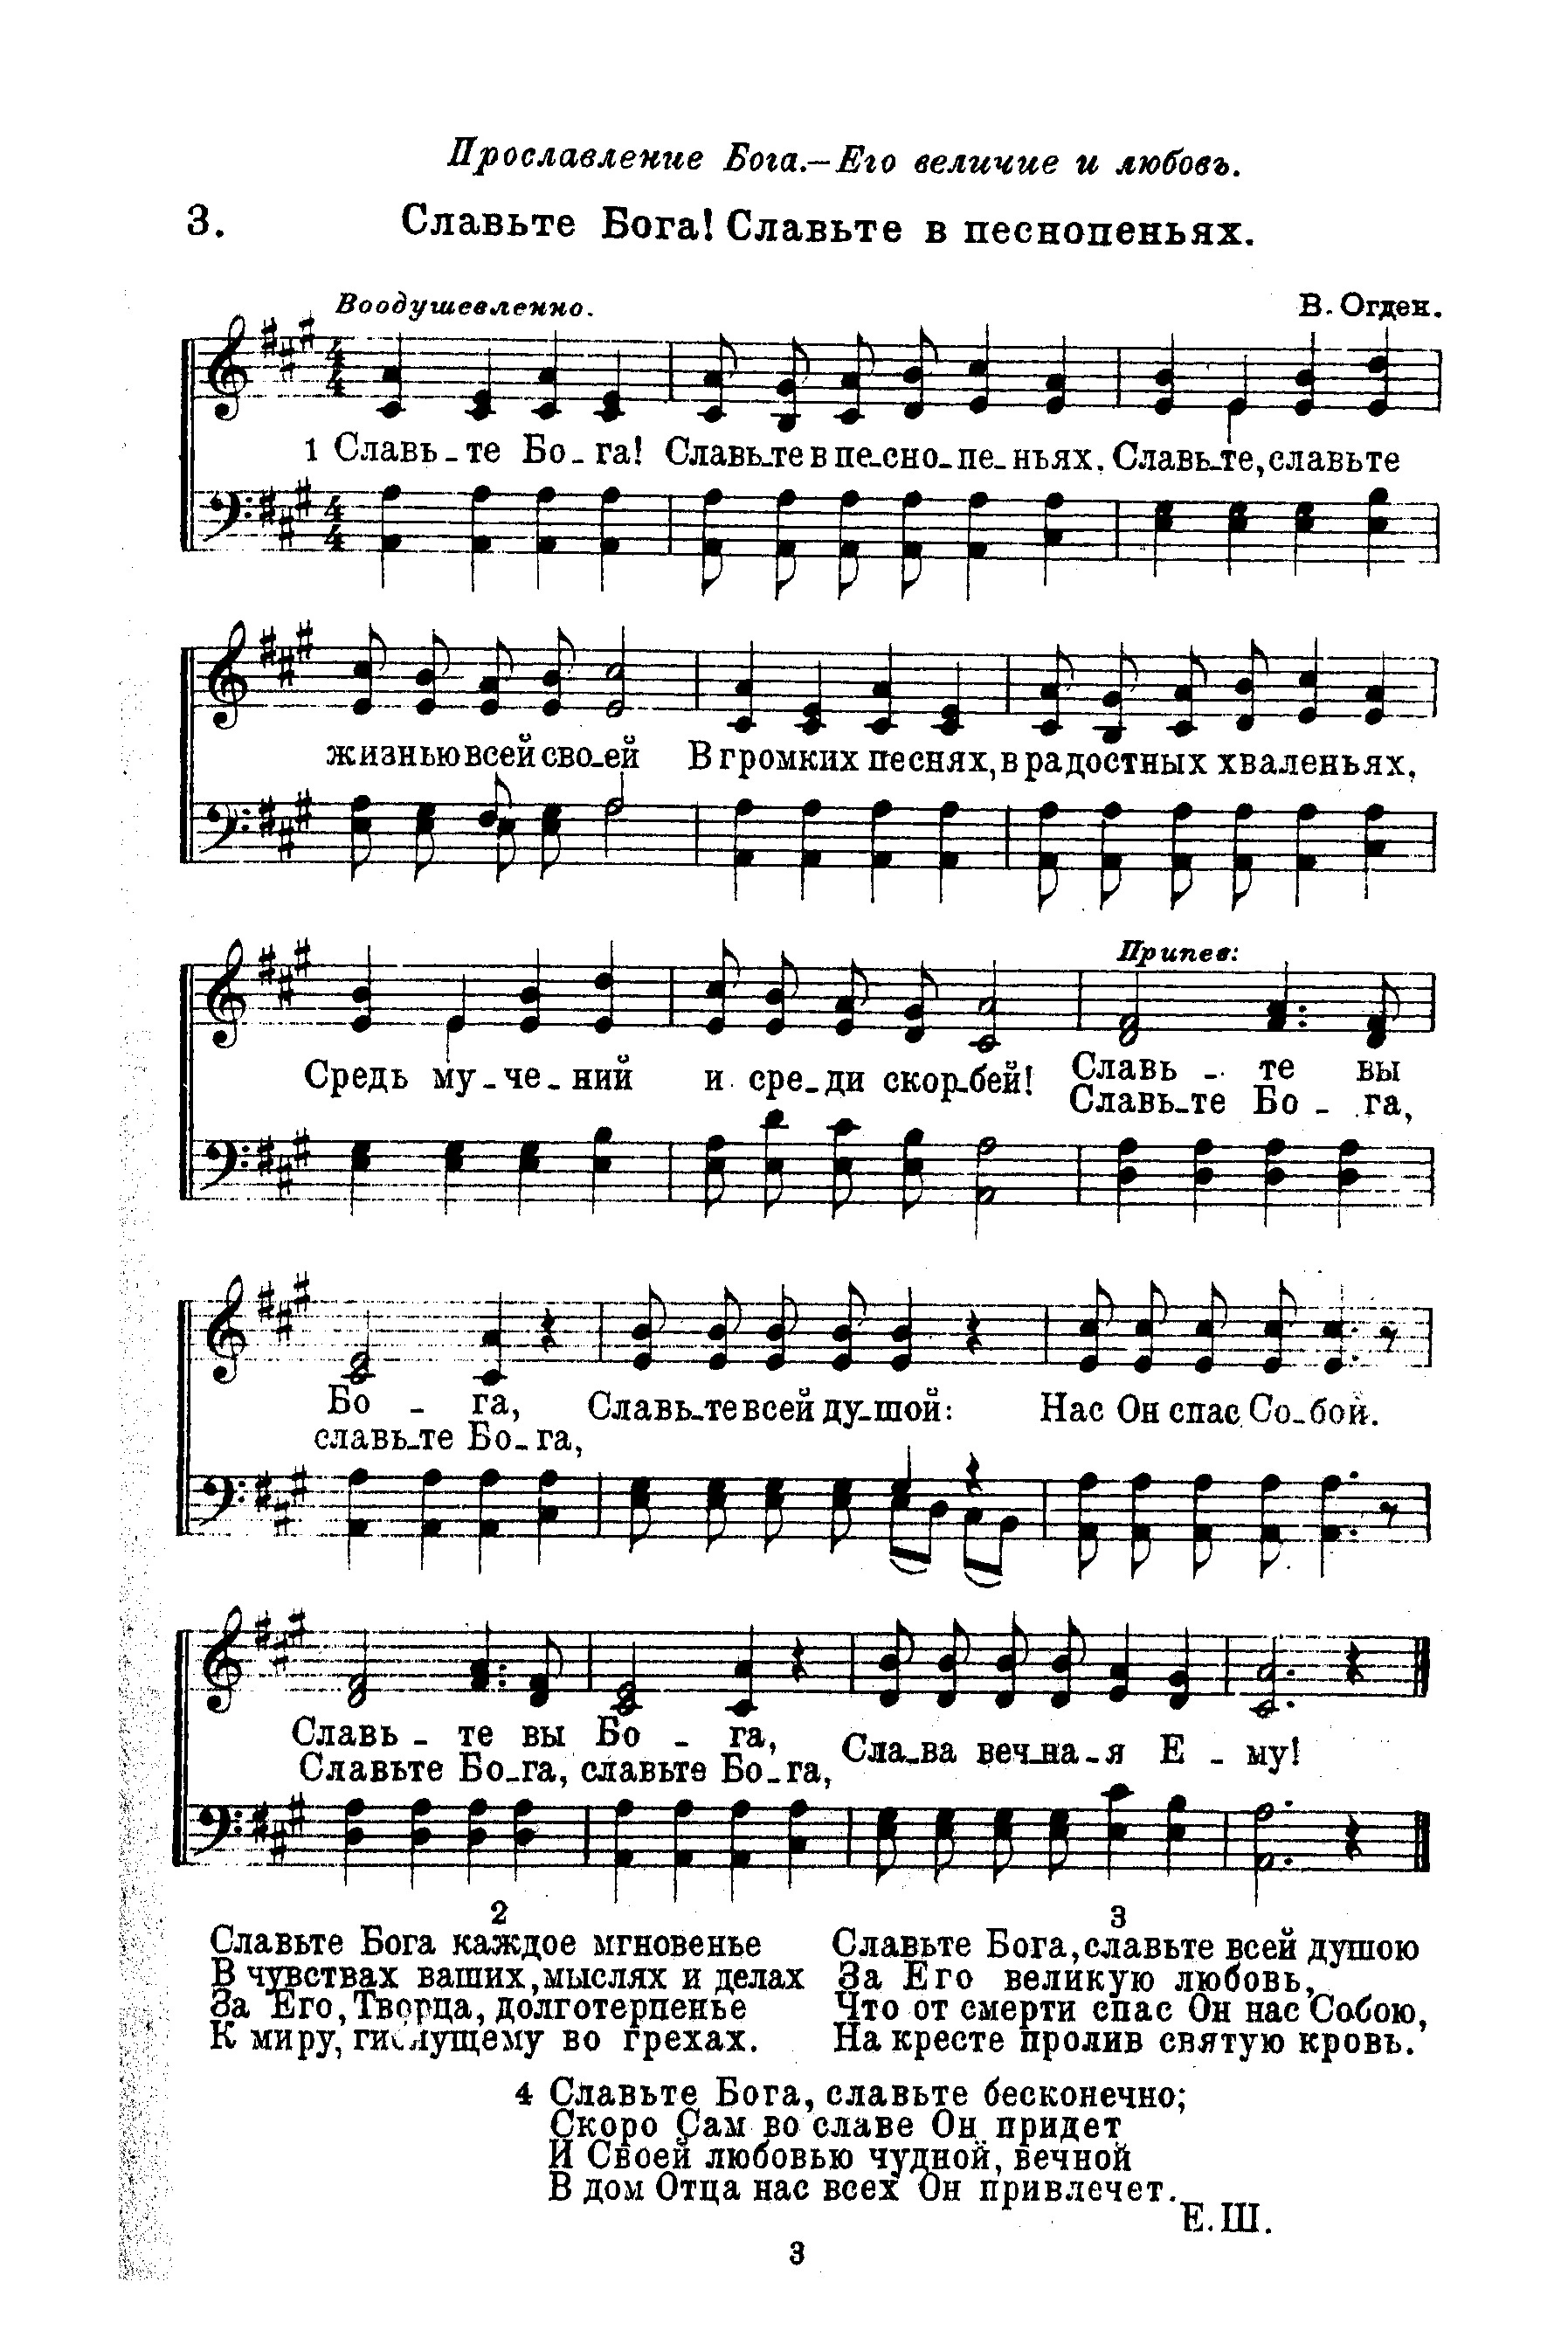 Прославление Бога.–Его величие и любовь.
3. Славьте Бога! Славьте в песнопеньях.
Воодушевленно. В. Огден.
1 Славь-те Бо-га! Славь-те в пе-сно-пе-ньях. Славь-те, славьте
жизнью всей сво-ей В громких песнях, в радостных хваленьях,
Припев:
Средь му-че-ний и сре-ди скор-бей! Славь - те вы
Славь-те Бо - га,
Бо - га, Славь-те всей ду-шой: Нас Он спас Со-бой.
славь-те Бо-га,
Славь - те вы Бо - га, Сла-ва веч-на-я Е - му!
Славьте Бо-га, славьте Бо-га,
2
Славьте Бога каждое мгновенье
В чувствах ваших, мыслях и делах
За Его, Творца, долготерпенье
К миру, гиблущему во грехах.
3
Славьте Бога, славьте всей душою
За Его великую любовь,
Что от смерти спас Он нас Собою,
На кресте пролив святую кровь.
4 Славьте Бога, славьте бесконечно;
Скоро Сам во славе Он придет
И Своей любовью чудной, вечной
В дом Отца нас всех Он привлечет.
Е. Ш.
3